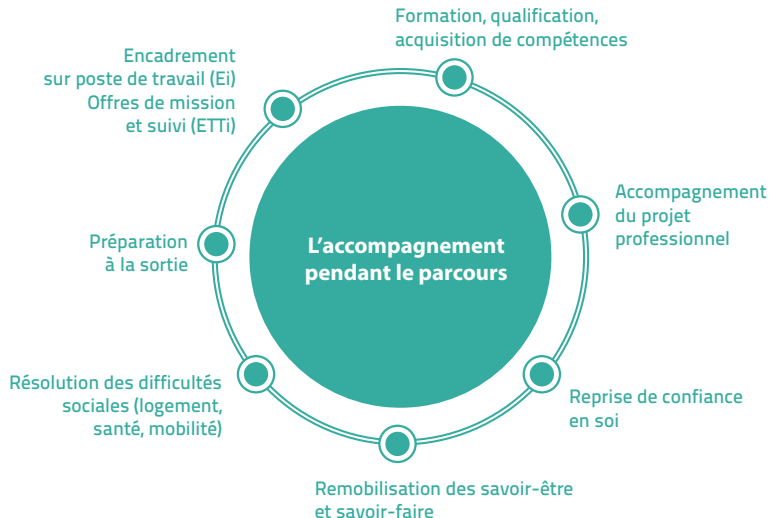 Formation, qualification,
acquisition de compétences
Encadrement
sur poste de travail (Ei)
Offres de mission
et suivi (ETTi)
Accompagnement
du projet
professionnel
L’accompagnement
pendant le parcours
Préparation
à la sortie
Résolution des difficultés
sociales (logement,
santé, mobilité)
Reprise de confiance
en soi
Remobilisation des savoir-être
et savoir-faire